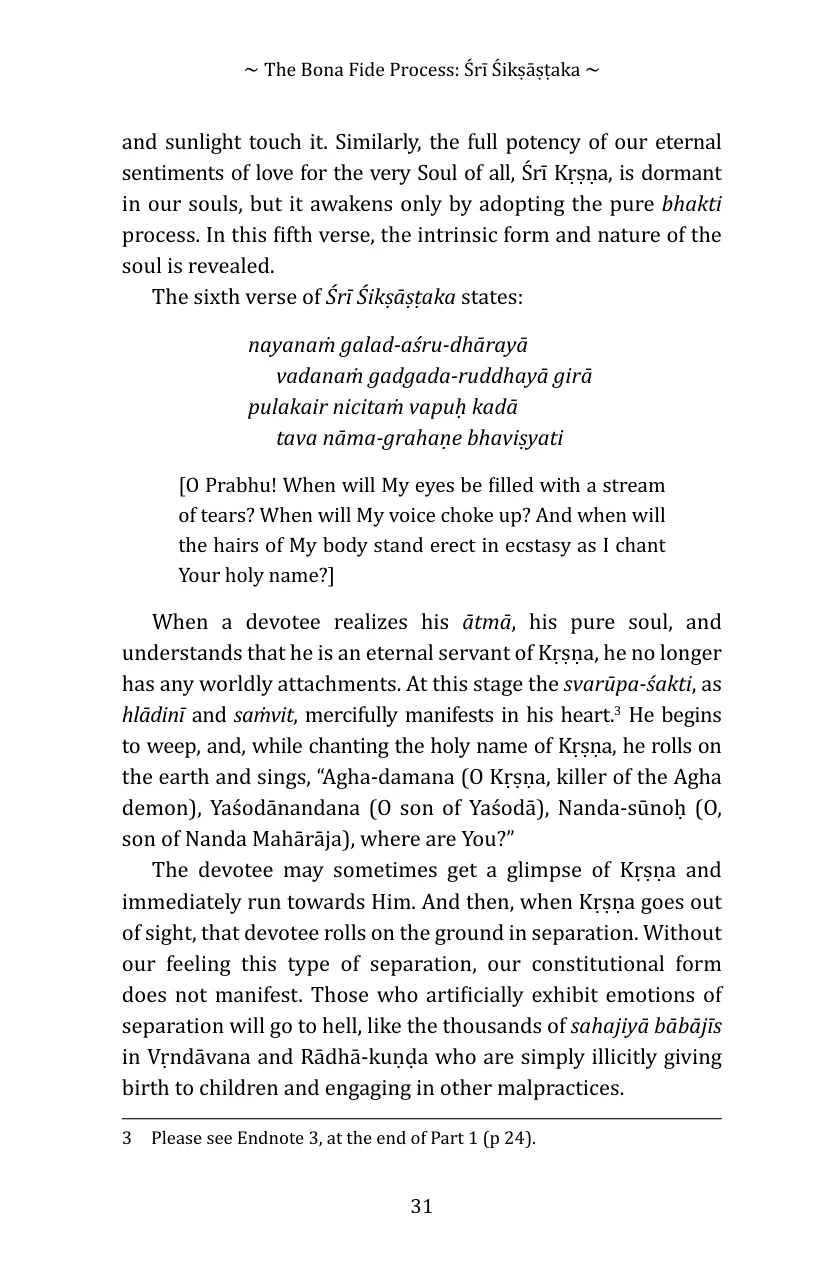 ~ The Bona Fide Process: Śrī Śikṣāṣṭaka ~
and sunlight touch it. Similarly, the full potency of our eternal
sentiments of love for the very Soul of all, Śrī Kṛṣṇa, is dormant
in our souls, but it awakens only by adopting the pure bhakti
process. In this fifth verse, the intrinsic form and nature of the
soul is revealed.
The sixth verse of Śrī Śikṣāṣṭaka states:
nayanaṁ galad-aśru-dhārayā
vadanaṁ gadgada-ruddhayā girā
pulakair nicitaṁ vapuḥ kadā
tava nāma-grahaṇe bhaviṣyati
[O Prabhu! When will My eyes be filled with a stream
of tears? When will My voice choke up? And when will
the hairs of My body stand erect in ecstasy as I chant
Your holy name?]
When a devotee realizes his ātmā, his pure soul, and
understands that he is an eternal servant of Kṛṣṇa, he no longer
has any worldly attachments. At this stage the svarūpa-śakti, as
hlādinī and saṁvit, mercifully manifests in his heart.³ He begins
to weep, and, while chanting the holy name of Kṛṣṇa, he rolls on
the earth and sings, “Agha-damana (O Kṛṣṇa, killer of the Agha
demon), Yaśodānandana (O son of Yaśodā), Nanda-sūnoḥ (O,
son of Nanda Mahārāja), where are You?”
The devotee may sometimes get a glimpse of Kṛṣṇa and
immediately run towards Him. And then, when Kṛṣṇa goes out
of sight, that devotee rolls on the ground in separation. Without
our feeling this type of separation, our constitutional form
does not manifest. Those who artificially exhibit emotions of
separation will go to hell, like the thousands of sahajiyā bābājīs
in Vṛndāvana and Rādhā-kuṇḍa who are simply illicitly giving
birth to children and engaging in other malpractices.
3 Please see Endnote 3, at the end of Part 1 (p 24).
31